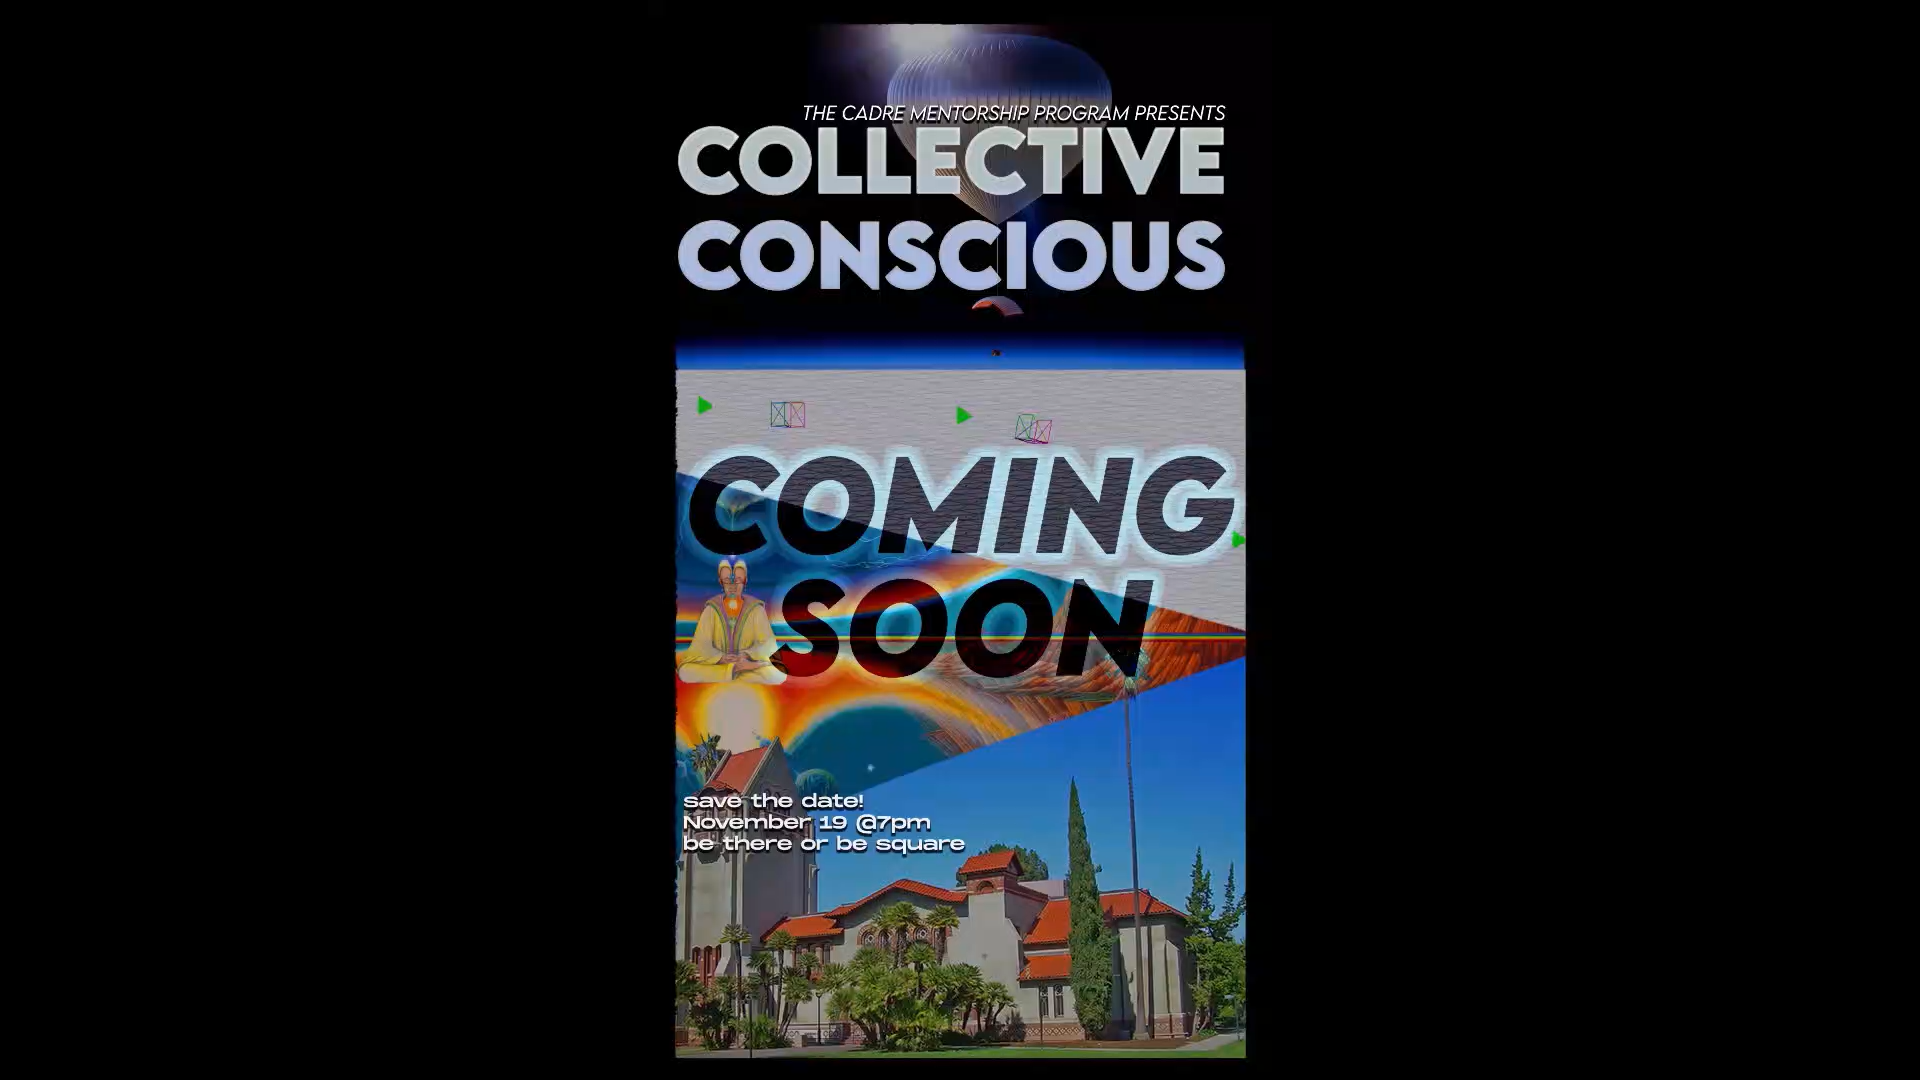 THE CADRE MENTORSHIP PROGRAM PRESENTS
COLLECTIVE
CONSCIOUS
COMING
SOON
save the date!
November 19 @7pm
be there or be square